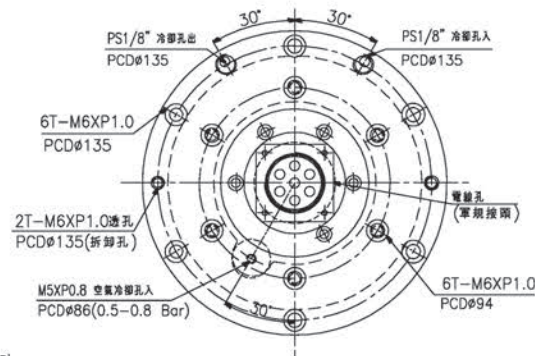 30°
30°
PS1/8" 冷卻孔出
PCDø135
PS1/8" 冷卻孔入
PCDø135
6T-M6XP1.0
PCDø135
2T-M6XP1.0透孔
PCDø135(拆卸孔)
電線孔
(軍規接頭)
M5XP0.8 空氣冷卻孔入
PCDø86(0.5-0.8 Bar)
30°
6T-M6XP1.0
PCDø94